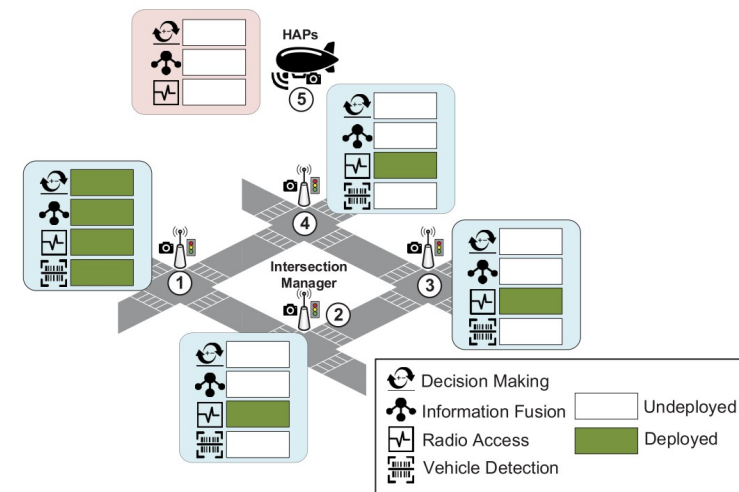 HAPs
5
4
1
Intersection
Manager
3
2
Decision Making
Information Fusion
Undeployed
Radio Access
Deployed
Vehicle Detection